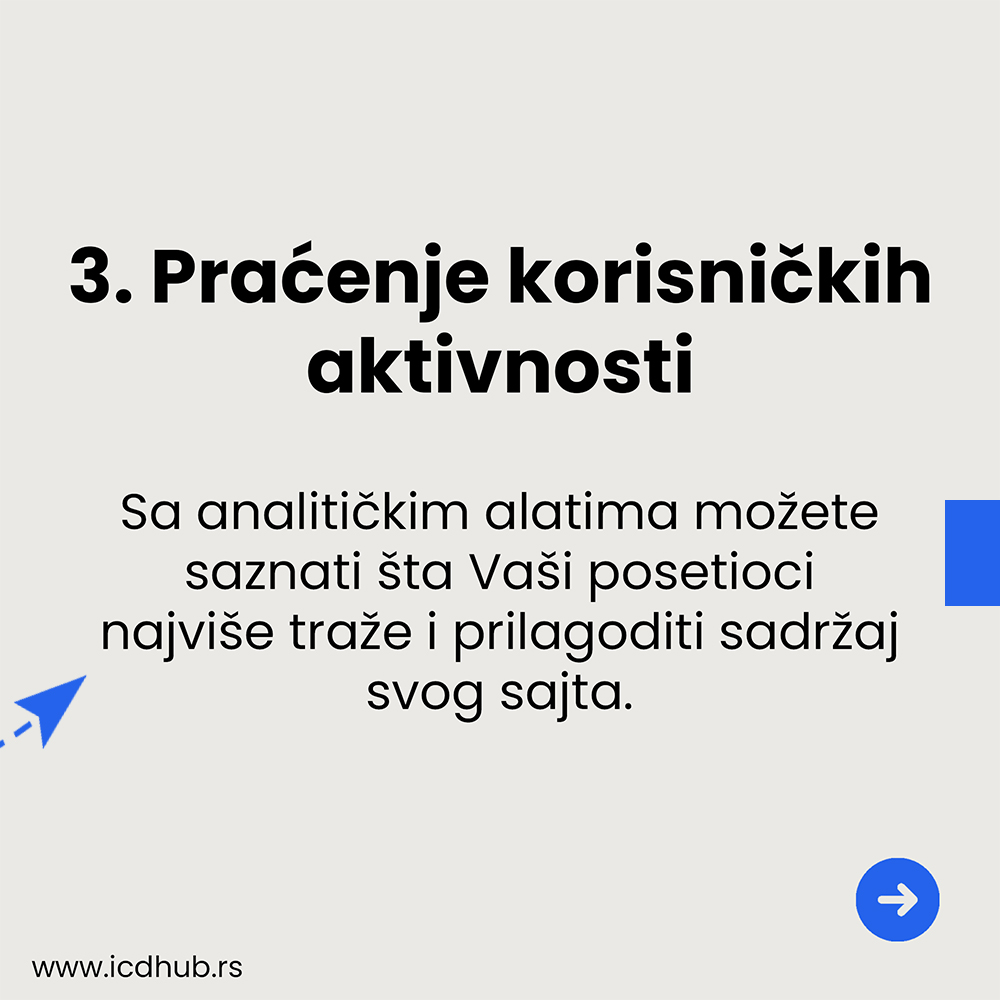 3. Praćenje korisničkih
aktivnosti
Sa analitičkim alatima možete
saznati šta Vaši posetioci
najviše traže i prilagoditi sadržaj
svog sajta.
www.icdhub.rs